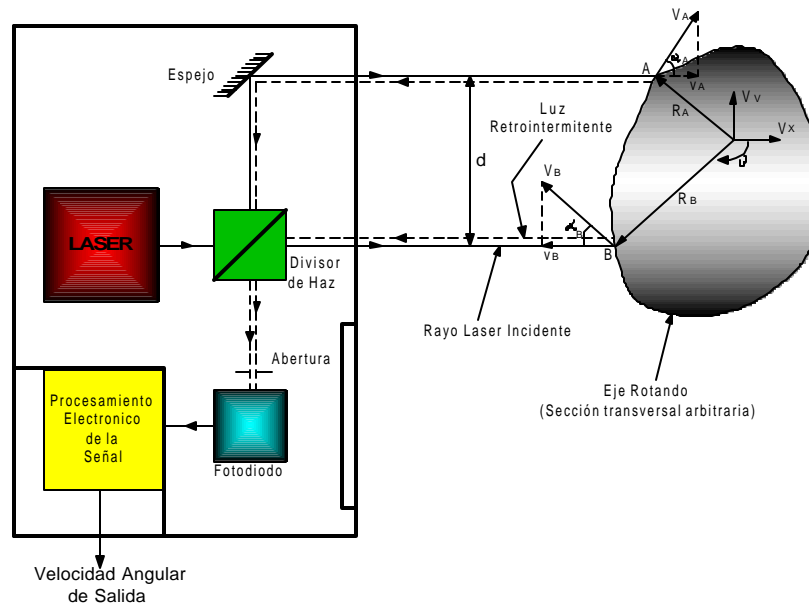 Espejo
LASER
Divisor
de Haz
Abertura
Fotodiodo
Procesamiento
Electronico
de la
Señal
Velocidad Angular
de Salida
d
Luz
Retrointermitente
Rayo Laser Incidente
Eje Rotando
(Sección transversal arbitraria)
VA
A
VA
RA
VV
VX
RB
VB
B
VB
B